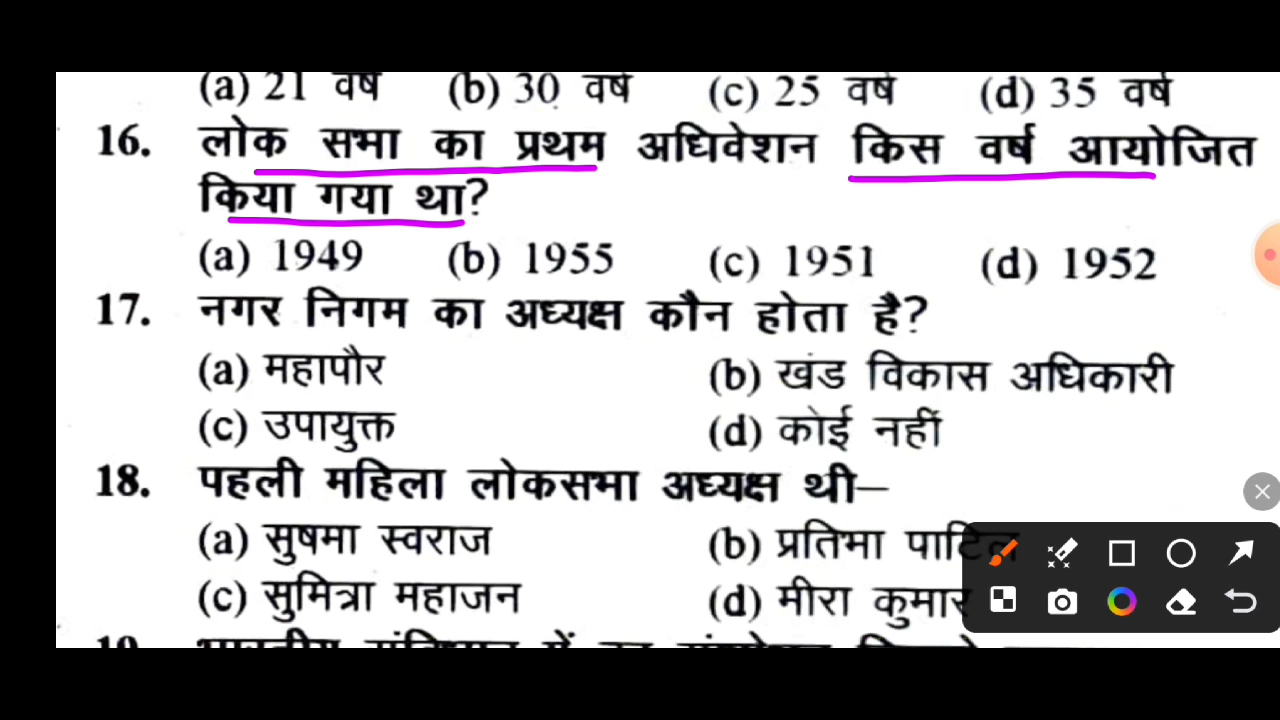 (a) 21 वर्ष (b) 30 वर्ष (c) 25 वर्ष (d) 35 वर्ष
16. लोक सभा का प्रथम अधिवेशन किस वर्ष आयोजित
किया गया था?
(a) 1949 (b) 1955 (c) 1951 (d) 1952
17. नगर निगम का अध्यक्ष कौन होता है?
(a) महापौर (b) खंड विकास अधिकारी
(c) उपायुक्त (d) कोई नहीं
18. पहली महिला लोकसभा अध्यक्ष थी–
(a) सुषमा स्वराज (b) प्रतिभा पाटिल
(c) सुमित्रा महाजन (d) मीरा कुमार